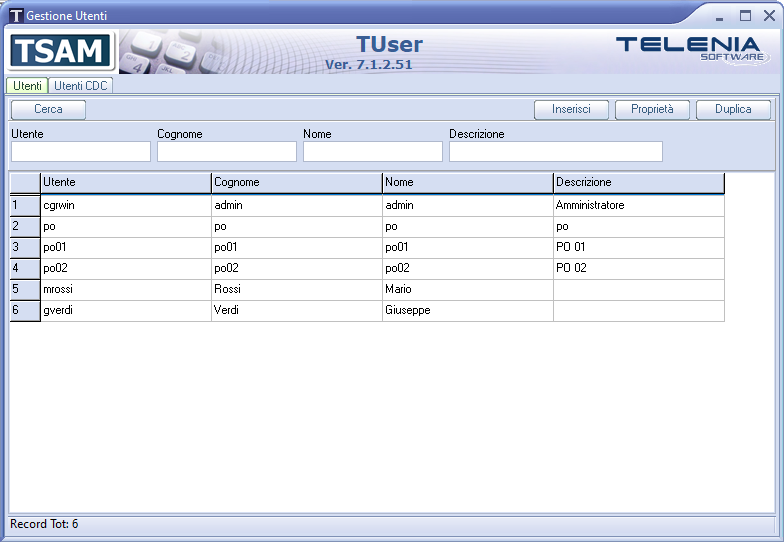 T Gestione Utenti
TSAM
TUser
Ver. 7.1.2.51
TELENIA
SOFTWARE
Utenti Utenti CDC
Cerca Inserisci Proprietà Duplica
Utente Cognome Nome Descrizione
Utente Cognome Nome Descrizione
1 cgrwin admin admin Amministratore
2 po po po po
3 po01 po01 po01 PO 01
4 po02 po02 po02 PO 02
5 mrossi Rossi Mario
6 gverdi Verdi Giuseppe
Record Tot: 6